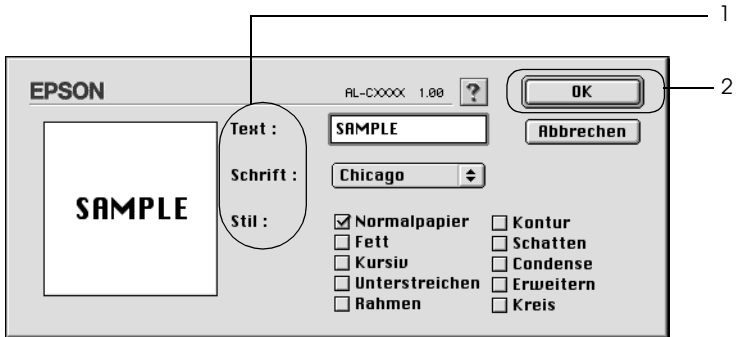 1
EPSON AL-CXXXX 1.00 ? OK 2
Text : SAMPLE Abbrechen
Schrift : Chicago
SAMPLE
Stil : Normalpapier Kontur
Fett Schatten
Kursiv Condense
Unterstreichen Erweitern
Rahmen Kreis